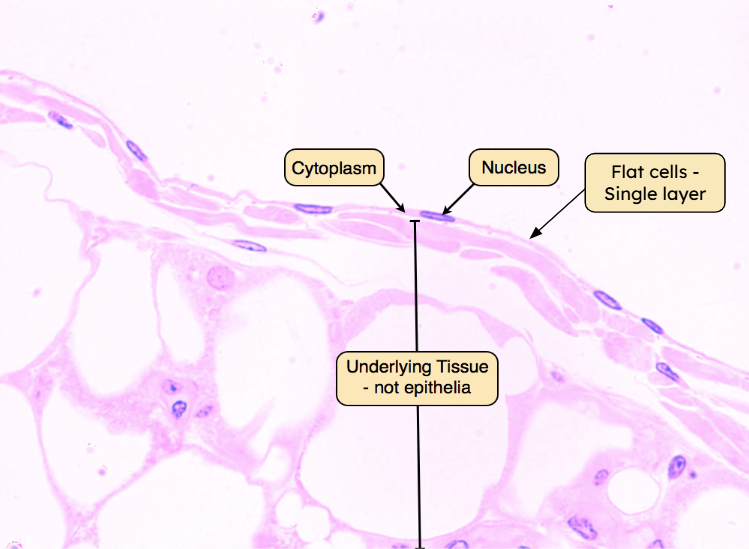 Cytoplasm
Nucleus
Flat cells -
Single layer
Underlying Tissue
- not epithelia